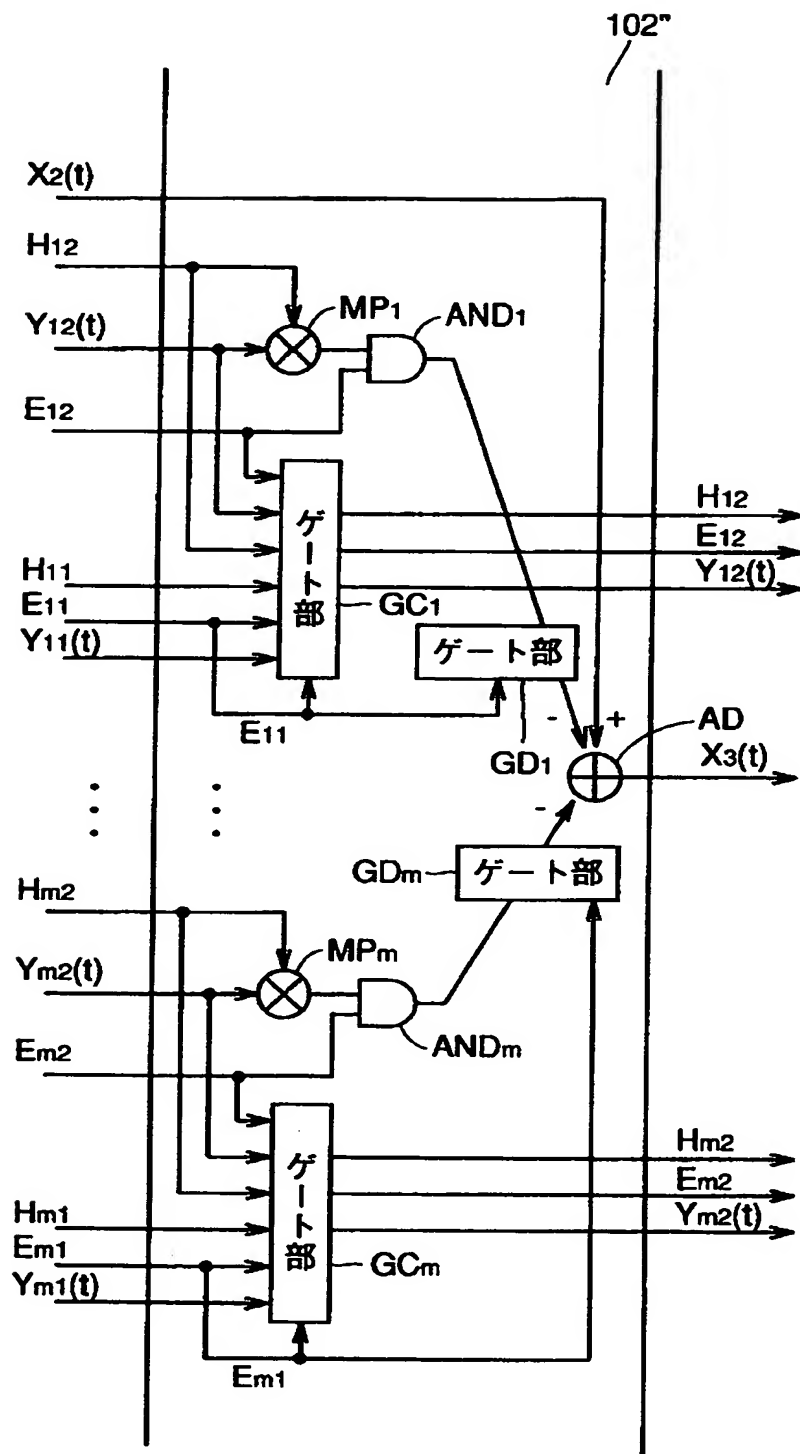 102"
X2(t)
H12
MP1
AND1
Y12(t)
E12
H12
E12
Y12(t)
ゲート部
GC1
H11
E11
Y11(t)
ゲート部
E11
GD1
- +
AD
X3(t)
-
GDm
ゲート部
Hm2
MPm
Ym2(t)
ANDm
Em2
Hm2
Em2
Ym2(t)
ゲート部
GCm
Hm1
Em1
Ym1(t)
Em1